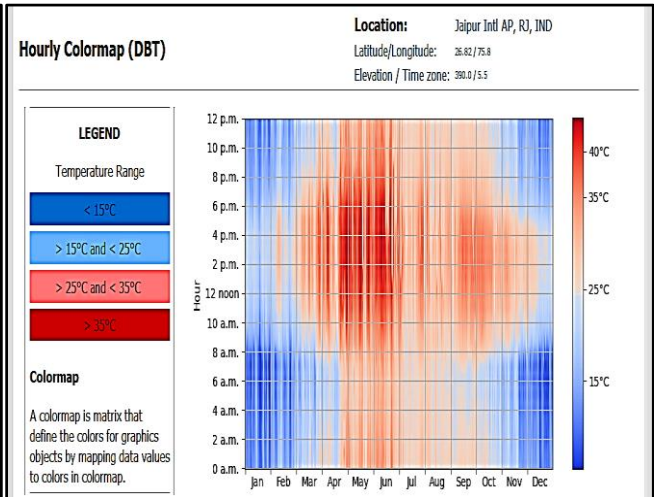 Hourly Colormap (DBT)
Location: Jaipur Intl AP, RJ, IND
Latitude/Longitude: 26.82/75.8
Elevation / Time zone: 390.0/5.5
LEGEND
Temperature Range
< 15°C
> 15°C and < 25°C
> 25°C and < 35°C
> 35°C
Colormap
A colormap is matrix that
define the colors for graphics
objects by mapping data values
to colors in colormap.
Hour
12 p.m.
10 p.m.
8 p.m.
6 p.m.
4 p.m.
2 p.m.
12 noon
10 a.m.
8 a.m.
6 a.m.
4 a.m.
2 a.m.
0 a.m.
Jan Feb Mar Apr May Jun Jul Aug Sep Oct Nov Dec
40°C
35°C
25°C
15°C